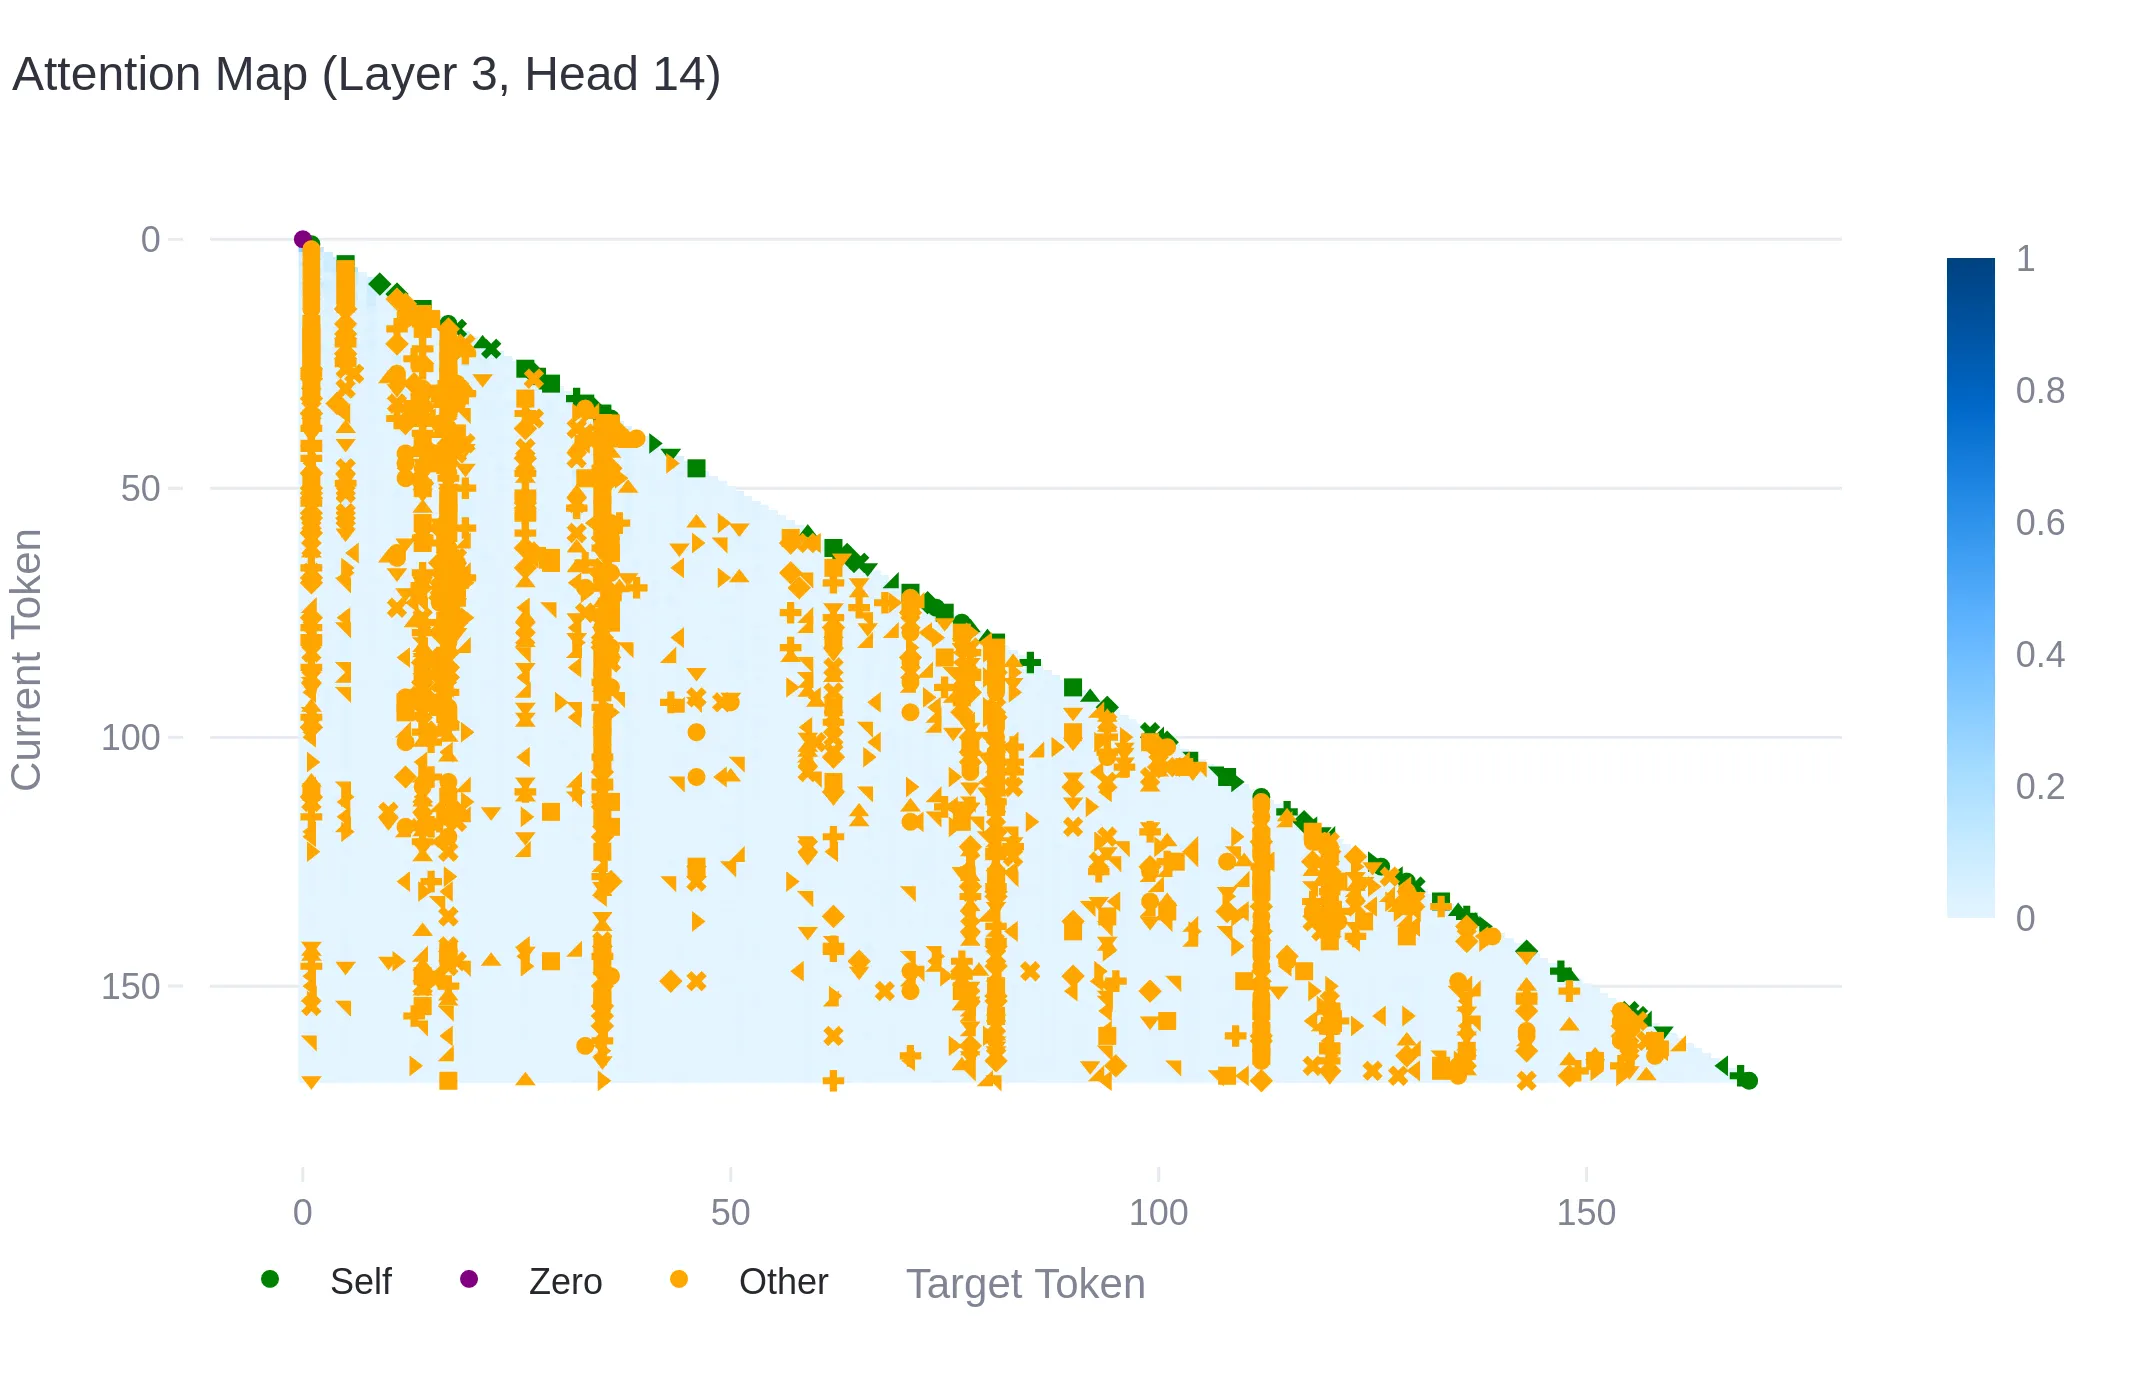 Attention Map (Layer 3, Head 14)
0
50
100
150
Current Token
1
0.8
0.6
0.4
0.2
0
0
50
100
150
Self
Zero
Other
Target Token